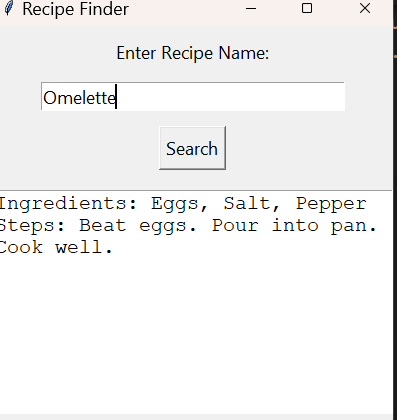 Recipe Finder
Enter Recipe Name:
Omelette
Search
Ingredients: Eggs, Salt, Pepper
Steps: Beat eggs. Pour into pan.
Cook well.